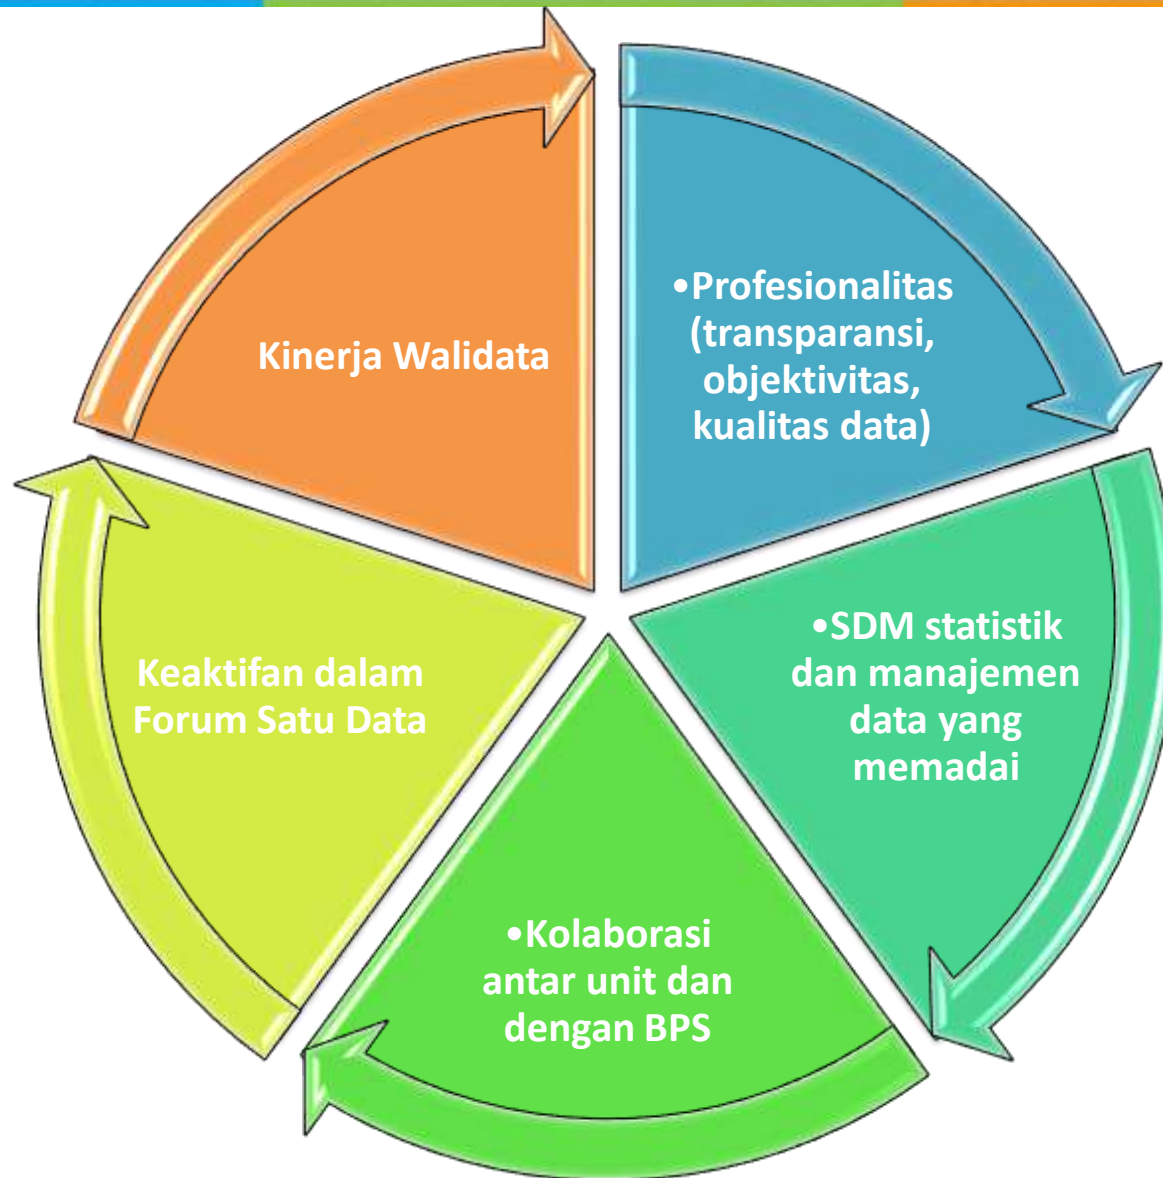 •Profesionalitas
(transparansi,
objektivitas,
kualitas data)
•SDM statistik
dan manajemen
data yang
memadai
•Kolaborasi
antar unit dan
dengan BPS
Keaktifan dalam
Forum Satu Data
Kinerja Walidata